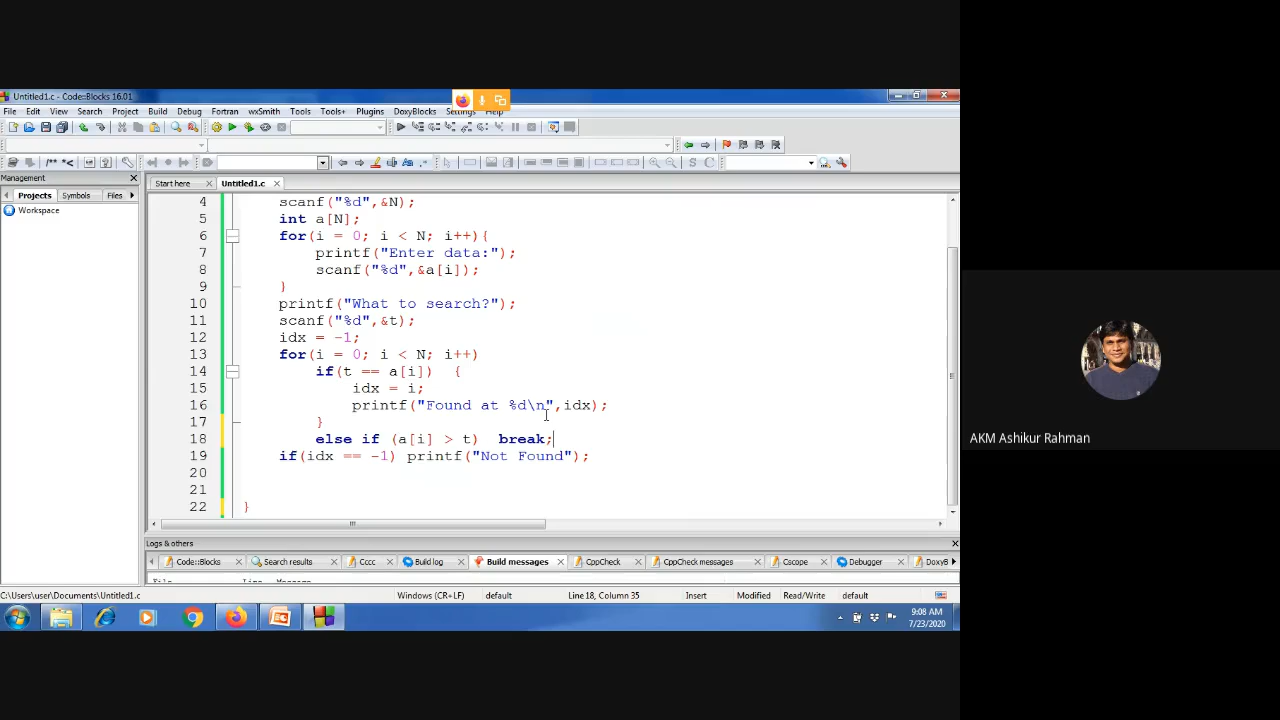 Untitled1.c - Code::Blocks 16.01
File Edit View Search Project Build Debug Fortran wxSmith Tools Tools+ Plugins DoxyBlocks Settings Help
Management
Projects Symbols Files
Workspace
Start here Untitled1.c
4 scanf("%d",&N);
5 int a[N];
6 for(i = 0; i < N; i++){
7 printf("Enter data:");
8 scanf("%d",&a[i]);
9 }
10 printf("What to search?");
11 scanf("%d",&t);
12 idx = -1;
13 for(i = 0; i < N; i++)
14 if(t == a[i]) {
15 idx = i;
16 printf("Found at %d\n",idx);
17 }
18 else if (a[i] > t) break;
19 if(idx == -1) printf("Not Found");
20
21
22 }
Logs & others
Code::Blocks Search results Cccc Build log Build messages CppCheck CppCheck messages Cscope Debugger DoxyB
File Line Message
C:\Users\user\Documents\Untitled1.c Windows (CR+LF) default Line 18, Column 35 Insert Modified Read/Write default
9:08 AM
7/23/2020
AKM Ashikur Rahman